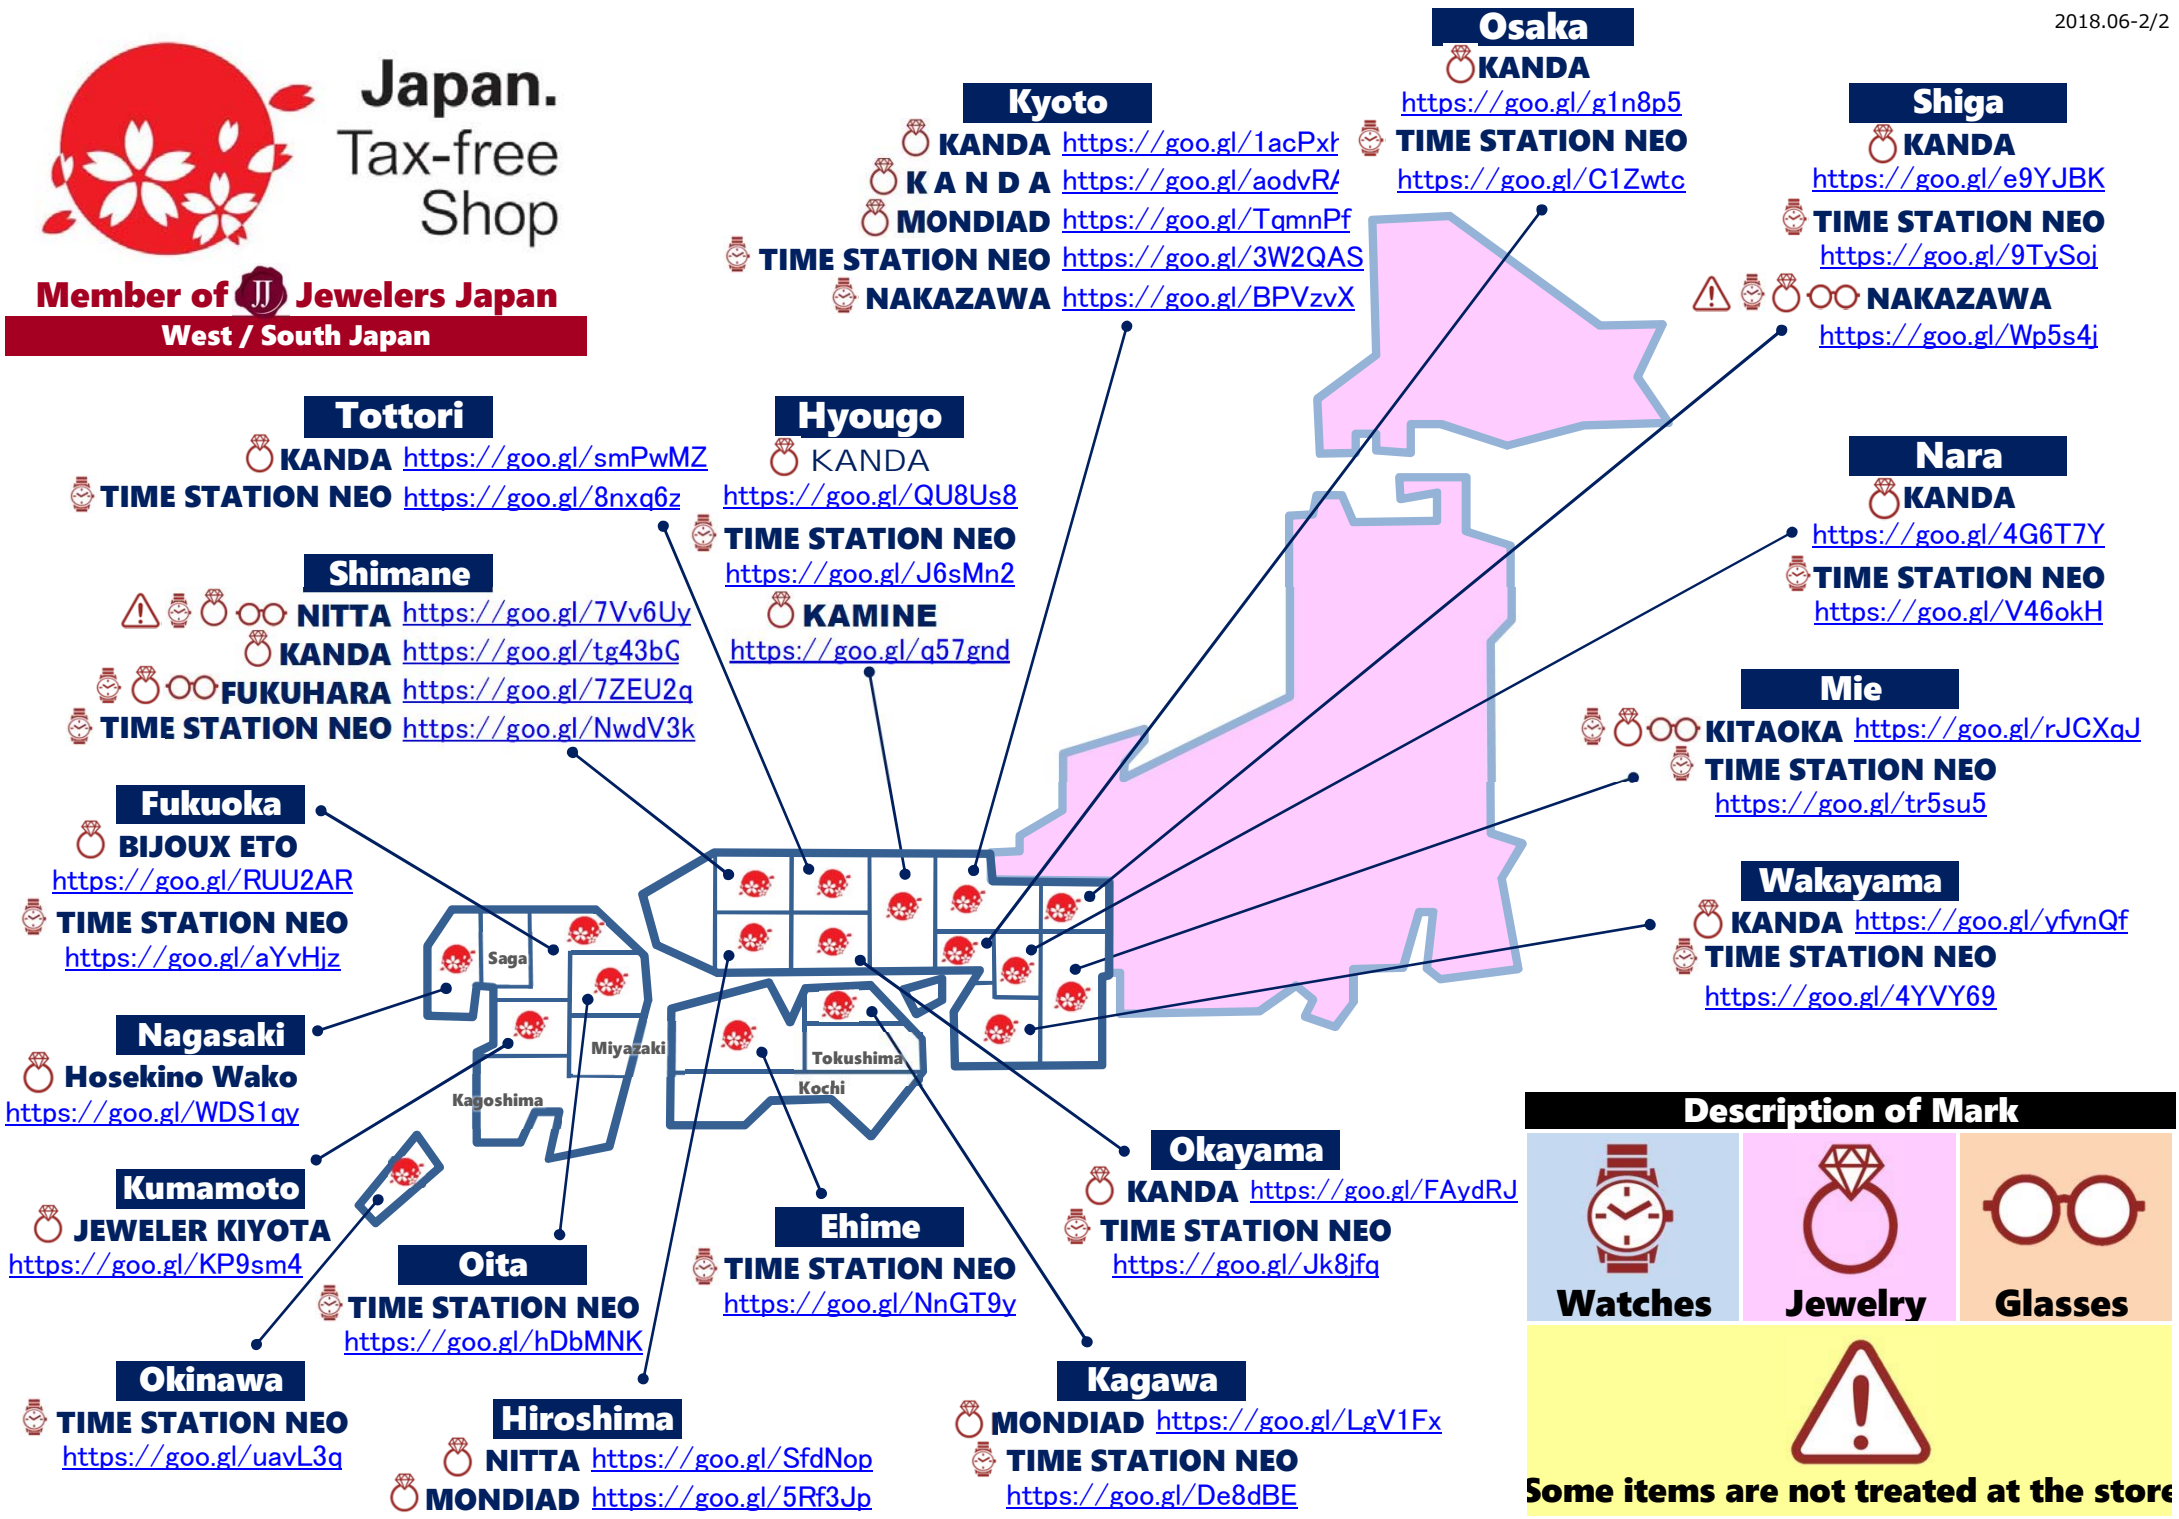 2018.06-2/2
Japan.
Tax-free
Shop
Member of JJ Jewelers Japan
West / South Japan
Osaka
KANDA
https://goo.gl/g1n8p5
TIME STATION NEO
https://goo.gl/C1Zwtc
Kyoto
KANDA https://goo.gl/1acPxh
K A N D A https://goo.gl/aodvRA
MONDIAD https://goo.gl/TqmnPf
TIME STATION NEO https://goo.gl/3W2QAS
NAKAZAWA https://goo.gl/BPVzvX
Shiga
KANDA
https://goo.gl/e9YJBK
TIME STATION NEO
https://goo.gl/9TySoj
NAKAZAWA
https://goo.gl/Wp5s4j
Tottori
KANDA https://goo.gl/smPwMZ
TIME STATION NEO https://goo.gl/8nxq6z
Hyougo
KANDA
https://goo.gl/QU8Us8
TIME STATION NEO
https://goo.gl/J6sMn2
KAMINE
https://goo.gl/q57gnd
Nara
KANDA
https://goo.gl/4G6T7Y
TIME STATION NEO
https://goo.gl/V46okH
Shimane
NITTA https://goo.gl/7Vv6Uy
KANDA https://goo.gl/tg43bQ
FUKUHARA https://goo.gl/7ZEU2q
TIME STATION NEO https://goo.gl/NwdV3k
Mie
KITAOKA https://goo.gl/rJCXqJ
TIME STATION NEO
https://goo.gl/tr5su5
Fukuoka
BIJOUX ETO
https://goo.gl/RUU2AR
TIME STATION NEO
https://goo.gl/aYvHjz
Wakayama
KANDA https://goo.gl/yfynQf
TIME STATION NEO
https://goo.gl/4YVY69
Saga
Miyazaki
Kagoshima
Tokushima
Kochi
Nagasaki
Hosekino Wako
https://goo.gl/WDS1qy
Kumamoto
JEWELER KIYOTA
https://goo.gl/KP9sm4
Oita
TIME STATION NEO
https://goo.gl/hDbMNK
Ehime
TIME STATION NEO
https://goo.gl/NnGT9y
Okayama
KANDA https://goo.gl/FAydRJ
TIME STATION NEO
https://goo.gl/Jk8jfq
Okinawa
TIME STATION NEO
https://goo.gl/uavL3q
Hiroshima
NITTA https://goo.gl/SfdNop
MONDIAD https://goo.gl/5Rf3Jp
Kagawa
MONDIAD https://goo.gl/LgV1Fx
TIME STATION NEO
https://goo.gl/De8dBE
Description of Mark
Watches
Jewelry
Glasses
Some items are not treated at the store